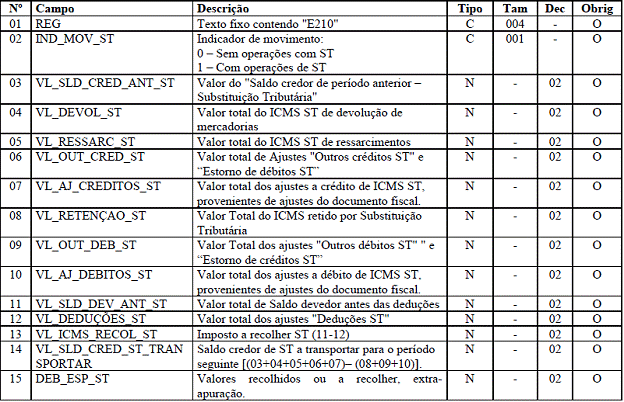 Nº Campo Descrição Tipo Tam Dec Obrig
01 REG Texto fixo contendo "E210" C 004 - O
02 IND_MOV_ST Indicador de movimento: C 001 - O
0 – Sem operações com ST
1 – Com operações de ST
03 VL_SLD_CRED_ANT_ST Valor do "Saldo credor de período anterior – N - 02 O
Substituição Tributária"
04 VL_DEVOL_ST Valor total do ICMS ST de devolução de N - 02 O
mercadorias
05 VL_RESSARC_ST Valor total do ICMS ST de ressarcimentos N - 02 O
06 VL_OUT_CRED_ST Valor total de Ajustes "Outros créditos ST" e N - 02 O
“Estorno de débitos ST”
07 VL_AJ_CREDITOS_ST Valor total dos ajustes a crédito de ICMS ST, N - 02 O
provenientes de ajustes do documento fiscal.
08 VL_RETENÇAO_ST Valor Total do ICMS retido por Substituição N - 02 O
Tributária
09 VL_OUT_DEB_ST Valor Total dos ajustes "Outros débitos ST" " e N - 02 O
“Estorno de créditos ST”
10 VL_AJ_DEBITOS_ST Valor total dos ajustes a débito de ICMS ST, N - 02 O
provenientes de ajustes do documento fiscal.
11 VL_SLD_DEV_ANT_ST Valor total de Saldo devedor antes das deduções N - 02 O
12 VL_DEDUÇÕES_ST Valor total dos ajustes "Deduções ST" N - 02 O
13 VL_ICMS_RECOL_ST Imposto a recolher ST (11-12) N - 02 O
14 VL_SLD_CRED_ST_TRAN Saldo credor de ST a transportar para o período N - 02 O
SPORTAR seguinte [(03+04+05+06+07)– (08+09+10)].
15 DEB_ESP_ST Valores recolhidos ou a recolher, extra- N - 02 O
apuração.